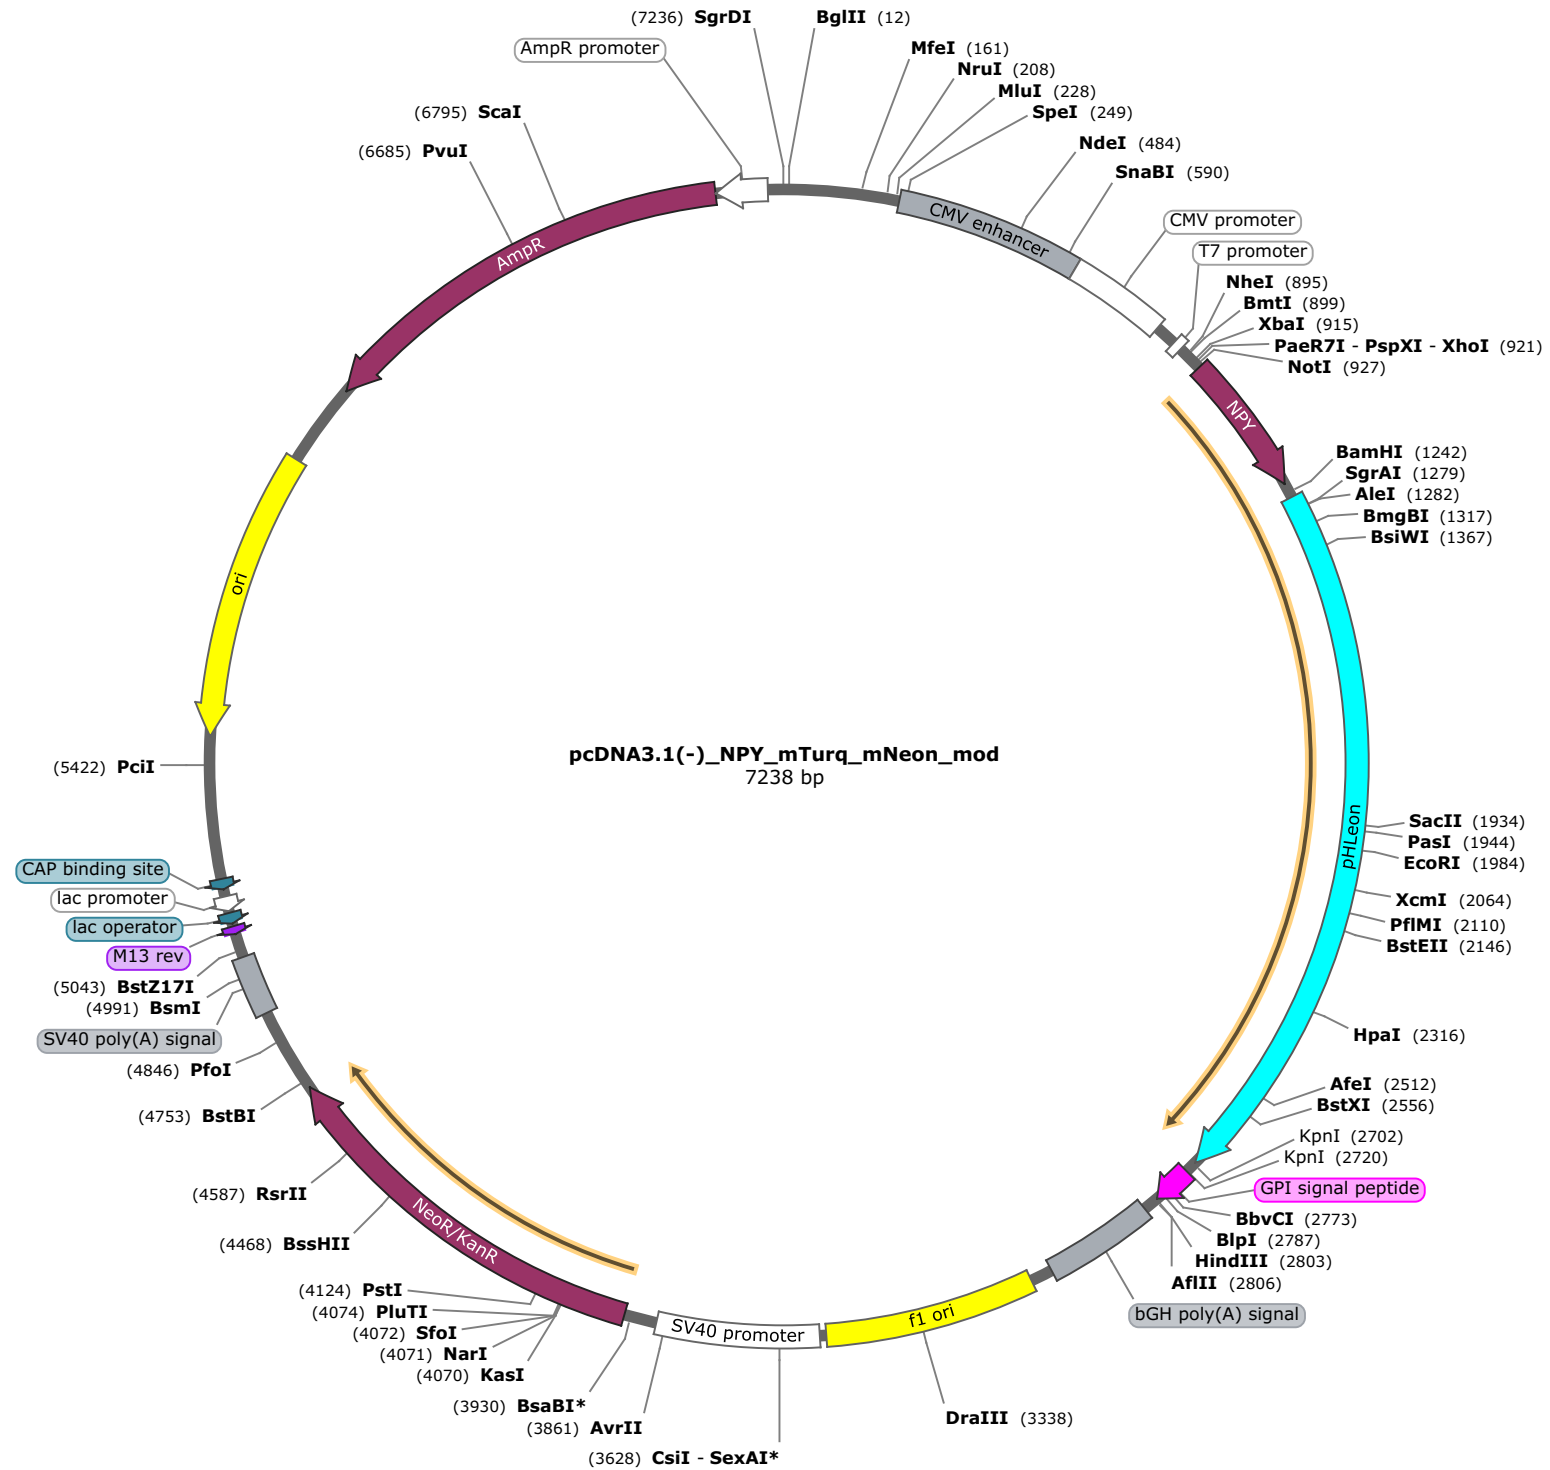 (7236) SgrDI
BglII (12)
AmpR promoter
MfeI (161)
NruI (208)
MluI (228)
SpeI (249)
(6795) ScaI
(6685) PvuI
NdeI (484)
SnaBI (590)
CMV promoter
T7 promoter
CMV enhancer
AmpR
NheI (895)
BmtI (899)
XbaI (915)
PaeR7I - PspXI - XhoI (921)
NotI (927)
NPY
BamHI (1242)
SgrAI (1279)
AleI (1282)
BmgBI (1317)
BsiWI (1367)
ori
pcDNA3.1(-)_NPY_mTurq_mNeon_mod
7238 bp
(5422) PciI
pHLeon
SacII (1934)
PasI (1944)
EcoRI (1984)
XcmI (2064)
PflMI (2110)
BstEII (2146)
CAP binding site
lac promoter
lac operator
M13 rev
(5043) BstZ17I
(4991) BsmI
SV40 poly(A) signal
(4846) PfoI
(4753) BstBI
HpaI (2316)
AfeI (2512)
BstXI (2556)
KpnI (2702)
KpnI (2720)
GPI signal peptide
BbvCI (2773)
BlpI (2787)
HindIII (2803)
AflII (2806)
bGH poly(A) signal
(4587) RsrII
(4468) BssHII
NeoR/KanR
(4124) PstI
(4074) PluTI
(4072) SfoI
(4071) NarI
(4070) KasI
(3930) BsaBI*
(3861) AvrII
(3628) CsiI - SexAI*
SV40 promoter
f1 ori
DraIII (3338)